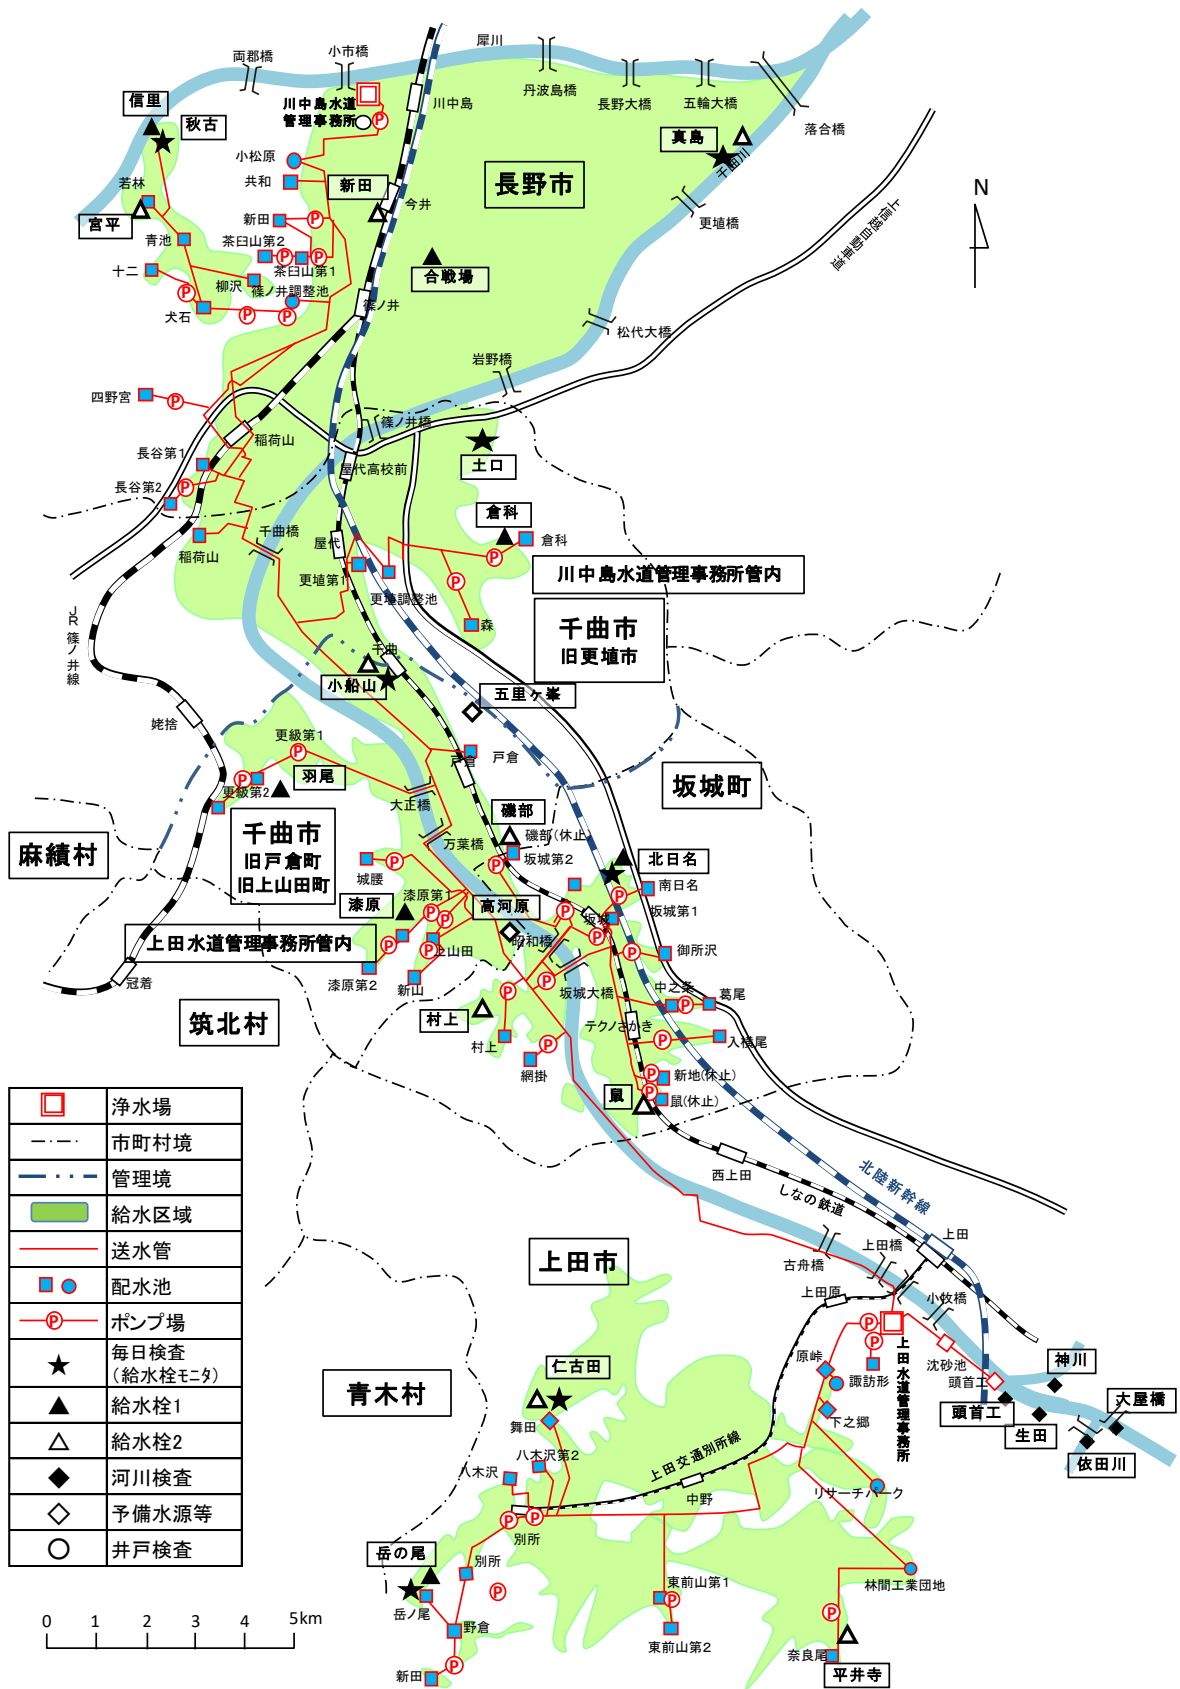 両郡橋
小市橋
犀川
丹波島橋
長野大橋
五輪大橋
落合橋
信里
秋古
川中島水道
管理事務所
P
川中島
真島
千曲川
小松原
共和
新田
今井
若林
宮平
新田
P
青池
茶臼山第2
P
P
茶臼山第1
十二
柳沢
篠ノ井調整池
P
犬石
P
P
篠ノ井
合戦場
長野市
更埴橋
上信越自動車道
N
松代大橋
岩野橋
四野宮
P
稲荷山
篠ノ井橋
長谷第1
長谷第2
P
屋代高校前
土口
倉科
稲荷山
千曲橋
屋代
倉科
P
更埴第1
更埴調整池
P
森
川中島水道管理事務所管内
千曲市
旧更埴市
JR篠ノ井線
千曲
小船山
五里ヶ峯
姨捨
更級第1
P
P
更級第2
羽尾
戸倉
戸倉
大正橋
坂城町
麻績村
千曲市
旧戸倉町
旧上山田町
万葉橋
磯部
磯部(休止)
坂城第2
P
北日名
城腰
P
漆原
漆原第1
P
P
P
P
上山田
高河原
昭和橋
P
P
坂城
P
南日名
坂城第1
御所沢
P
上田水道管理事務所管内
冠着
漆原第2
新山
P
P
坂城大橋
中之条
P
葛尾
筑北村
村上
村上
網掛
P
テクノさかき
P
入横尾
P
新地(休止)
P
鼠
鼠(休止)
浄水場
市町村境
管理境
給水区域
送水管
配水池
P
ポンプ場
毎日検査
(給水栓モニタ)
給水栓1
給水栓2
河川検査
予備水源等
井戸検査
0 1 2 3 4 5km
西上田
しなの鉄道
北陸新幹線
上田
上田橋
古舟橋
上田市
上田原
小牧橋
P
P
沈砂池
頭首工
原峠
諏訪形
上田水道管理事務所
神川
大屋橋
頭首工
生田
依田川
下之郷
青木村
仁古田
舞田
八木沢第2
八木沢
上田交通別所線
中野
リサーチパーク
P
P
別所
岳の尾
別所
P
岳ノ尾
東前山第1
P
東前山第2
林間工業団地
P
野倉
新田
P
奈良尾
平井寺